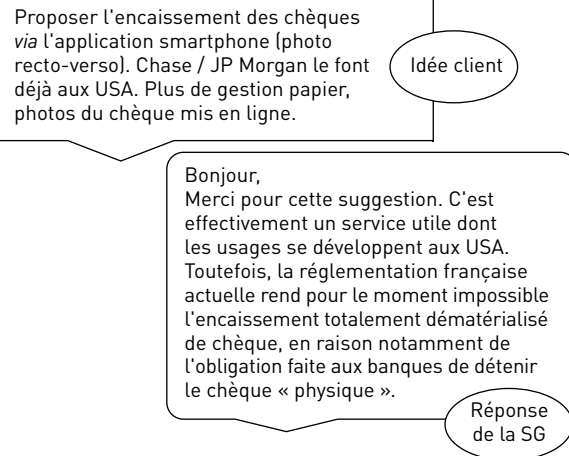 Proposer l'encaissement des chèques
via l'application smartphone (photo
recto-verso). Chase / JP Morgan le font
déjà aux USA. Plus de gestion papier,
photos du chèque mis en ligne.
Idée client
Bonjour,
Merci pour cette suggestion. C'est
effectivement un service utile dont
les usages se développent aux USA.
Toutefois, la réglementation française
actuelle rend pour le moment impossible
l'encaissement totalement dématérialisé
de chèque, en raison notamment de
l'obligation faite aux banques de détenir
le chèque « physique ».
Réponse
de la SG